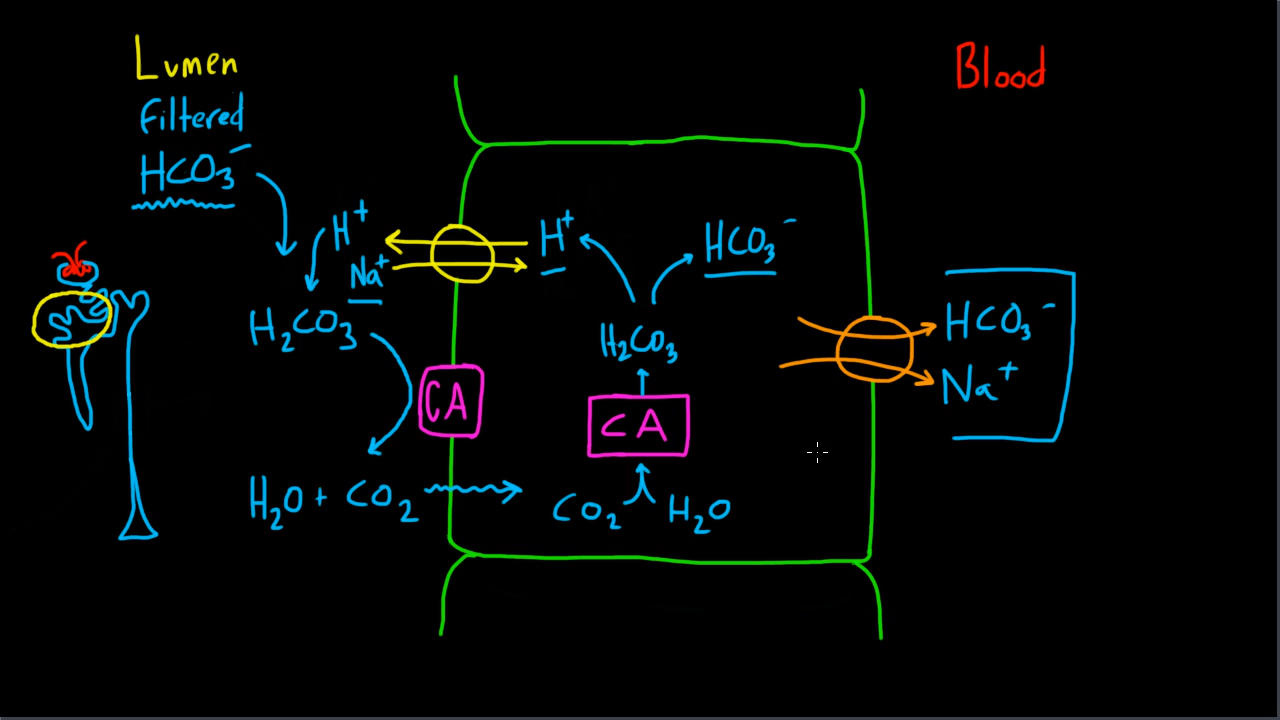 Lumen
Filtered
HCO₃⁻
H⁺
Na⁺
H₂CO₃
CA
H₂O + CO₂
H⁺
HCO₃⁻
H₂CO₃
CA
CO₂ H₂O
Blood
HCO₃⁻
Na⁺